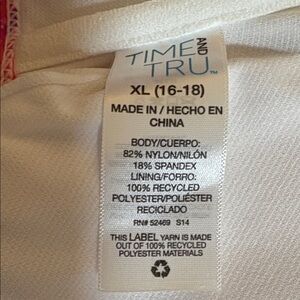 TIME AND
TRU™
XL (16-18)
MADE IN / HECHO EN
CHINA
BODY/CUERPO:
82% NYLON/NILÓN
18% SPANDEX
LINING/FORRO:
100% RECYCLED
POLYESTER/POLIÉSTER
RECICLADO
RN# 52469 S14
THIS LABEL YARN IS MADE
OUT OF 100% RECYCLED
POLYESTER MATERIALS